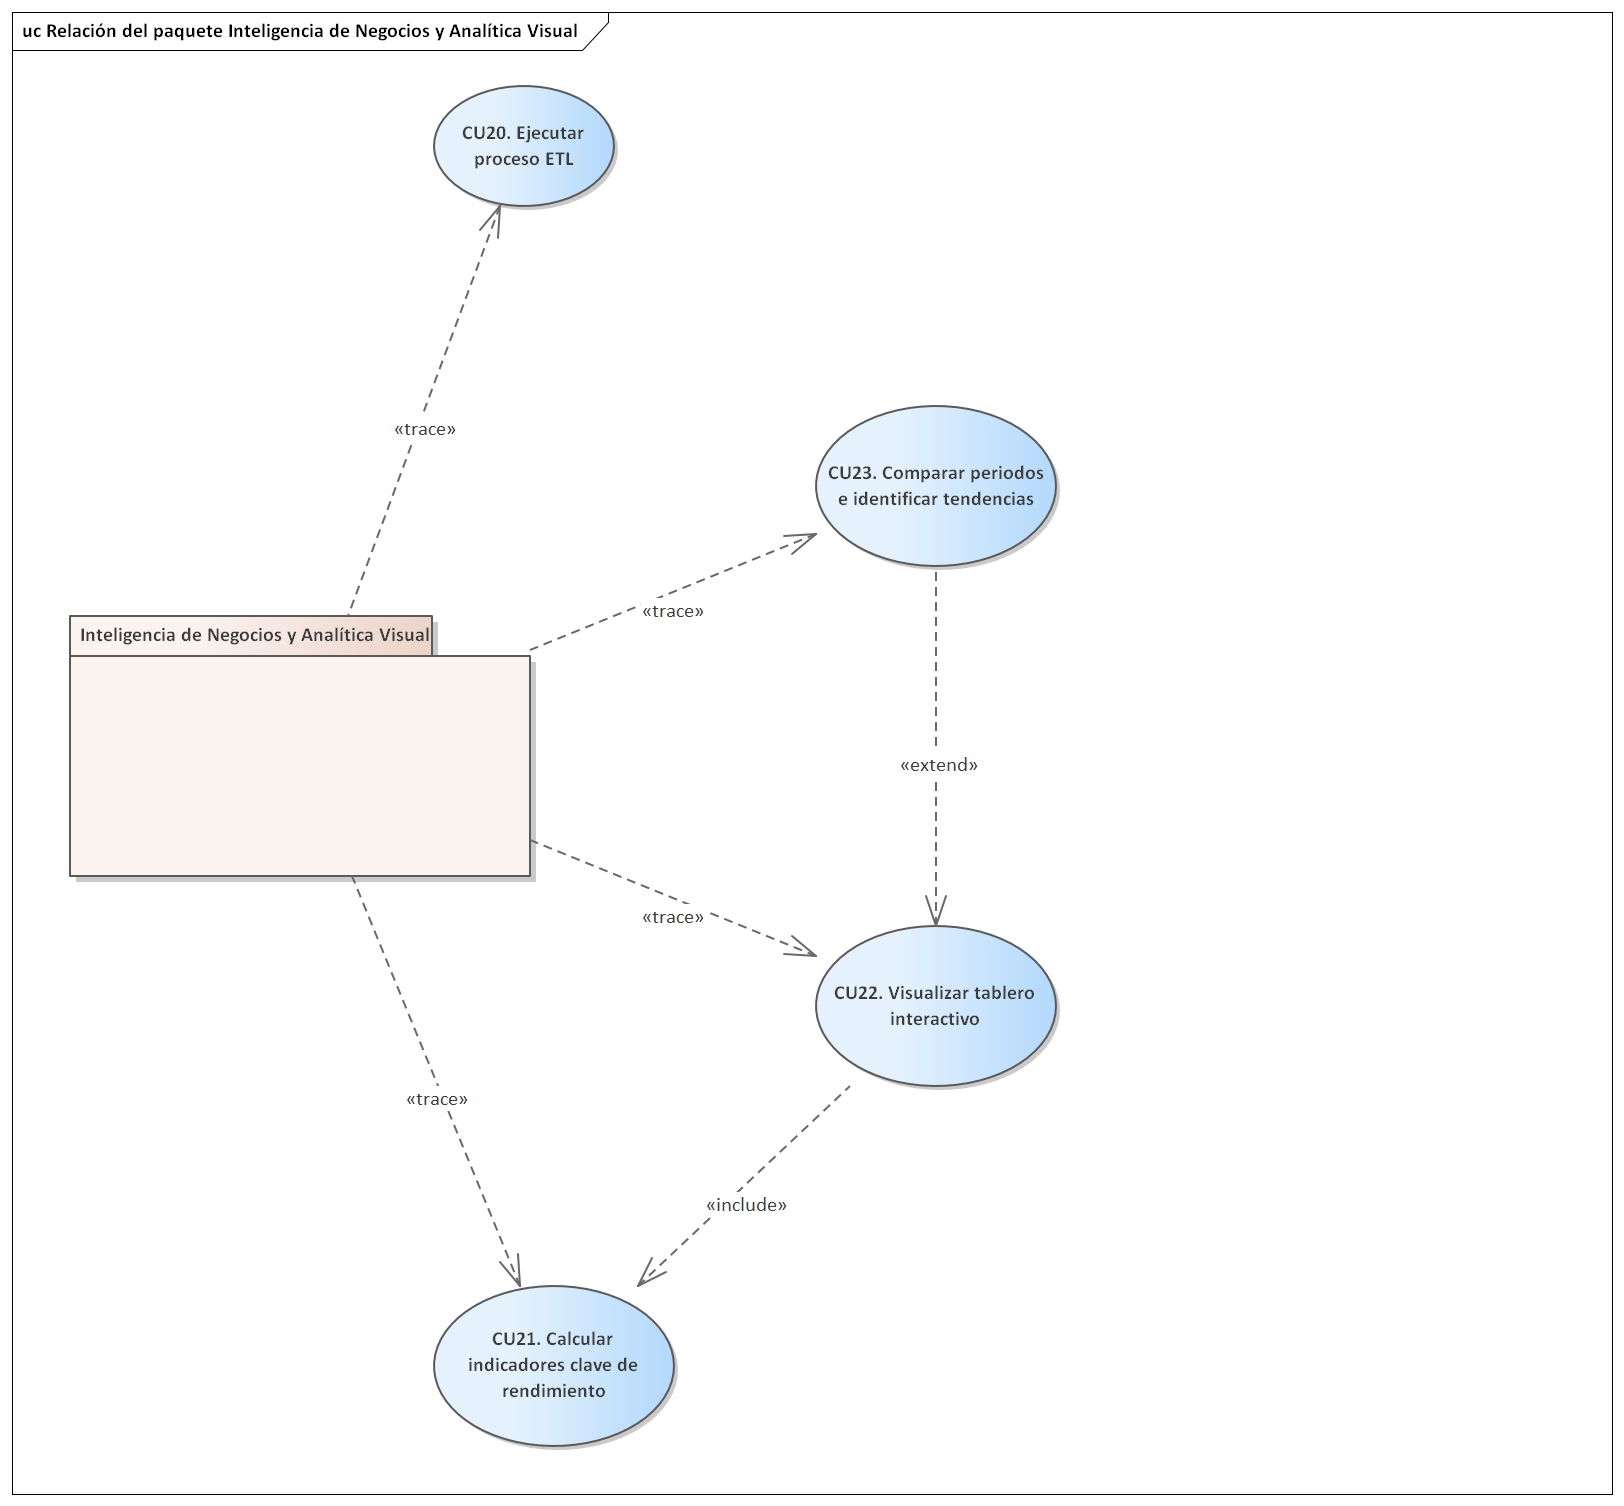 uc Relación del paquete Inteligencia de Negocios y Analítica Visual
CU20. Ejecutar
proceso ETL
«trace»
CU23. Comparar periodos
e identificar tendencias
«trace»
Inteligencia de Negocios y Analítica Visual
«extend»
«trace»
CU22. Visualizar tablero
interactivo
«trace»
«include»
CU21. Calcular
indicadores clave de
rendimiento